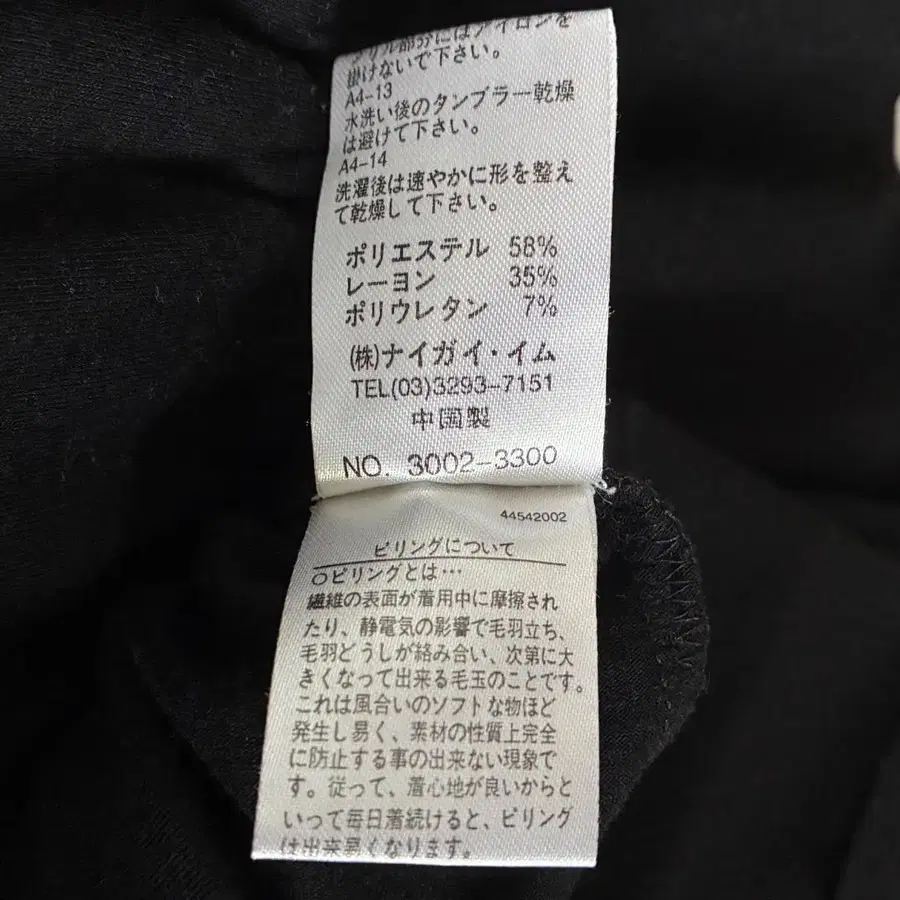 プリル部分にはアイロンを
掛けないで下さい。
A4-13
水洗い後のタンブラー乾燥
は避けて下さい。
A4-14
洗濯後は速やかに形を整え
て乾燥して下さい。
ポリエステル 58%
レーヨン 35%
ポリウレタン 7%
(株)ナイガイ・イム
TEL(03)3293-7151
中国製
NO. 3002-3300
44542002
ピリングについて
○ピリングとは…
繊維の表面が着用中に摩擦され
たり、静電気の影響で毛羽立ち、
毛羽どうしが絡み合い、次第に大
きくなって出来る毛玉のことです。
これは風合いのソフトな物ほど
発生し易く、素材の性質上完全
に防止する事の出来ない現象で
す。従って、着心地が良いからと
いって毎日着続けると、ピリング
は出来易くなります。